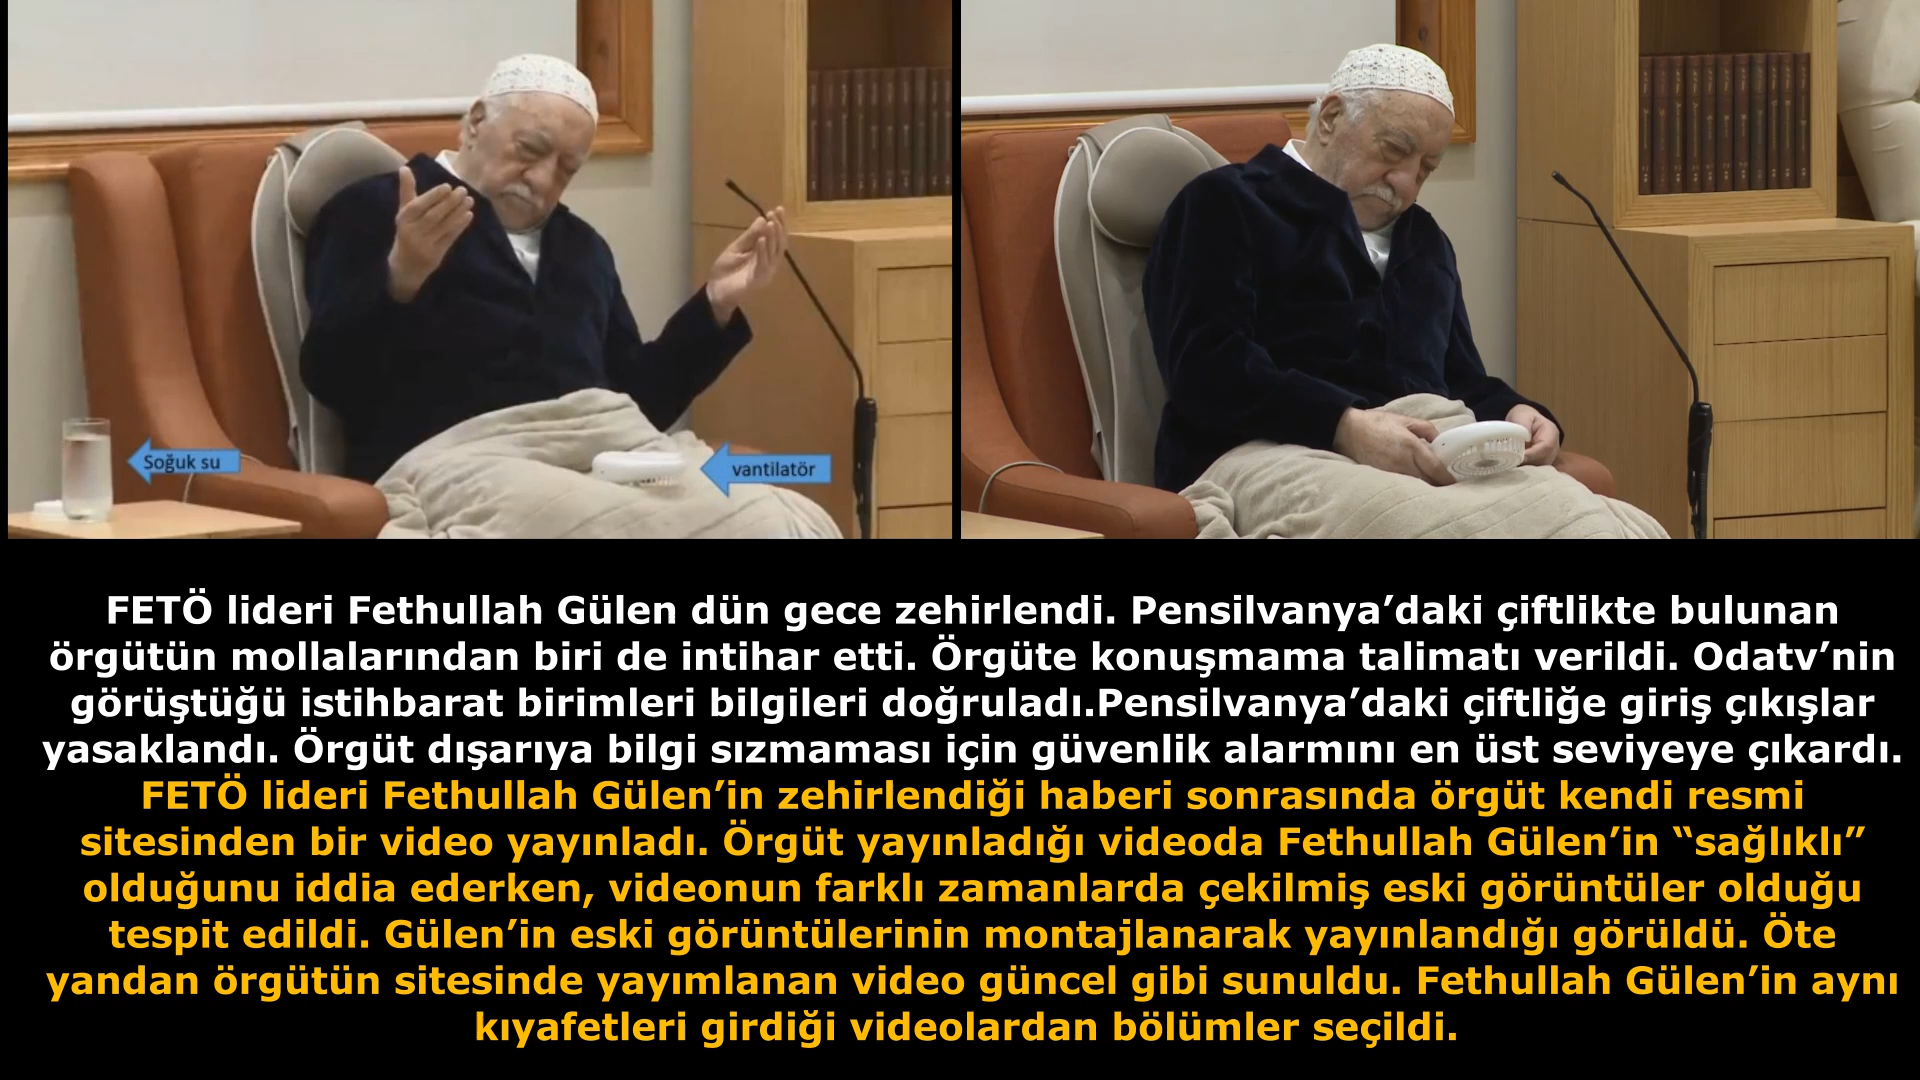 Soğuk su
vantilatör
FETÖ lideri Fethullah Gülen dün gece zehirlendi. Pensilvanya’daki çiftlikte bulunan
örgütün mollalarından biri de intihar etti. Örgüte konuşmama talimatı verildi. Odatv’nin
görüştüğü istihbarat birimleri bilgileri doğruladı.Pensilvanya’daki çiftliğe giriş çıkışlar
yasaklandı. Örgüt dışarıya bilgi sızmaması için güvenlik alarmını en üst seviyeye çıkardı.
FETÖ lideri Fethullah Gülen’in zehirlendiği haberi sonrasında örgüt kendi resmi
sitesinden bir video yayınladı. Örgüt yayınladığı videoda Fethullah Gülen’in “sağlıklı”
olduğunu iddia ederken, videonun farklı zamanlarda çekilmiş eski görüntüler olduğu
tespit edildi. Gülen’in eski görüntülerinin montajlanarak yayınlandığı görüldü. Öte
yandan örgütün sitesinde yayımlanan video güncel gibi sunuldu. Fethullah Gülen’in aynı
kıyafetleri girdiği videolardan bölümler seçildi.